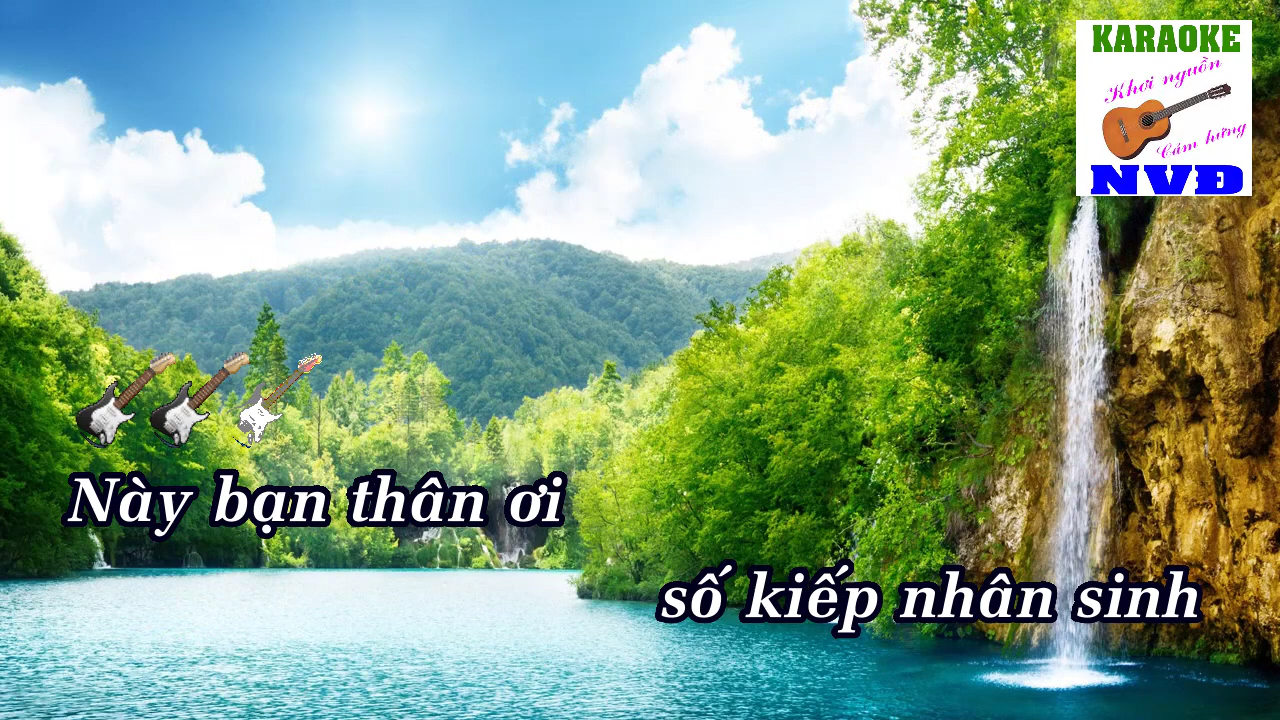 KARAOKE
Khơi nguồn
Cảm hứng
NVĐ
Này bạn thân ơi
số kiếp nhân sinh